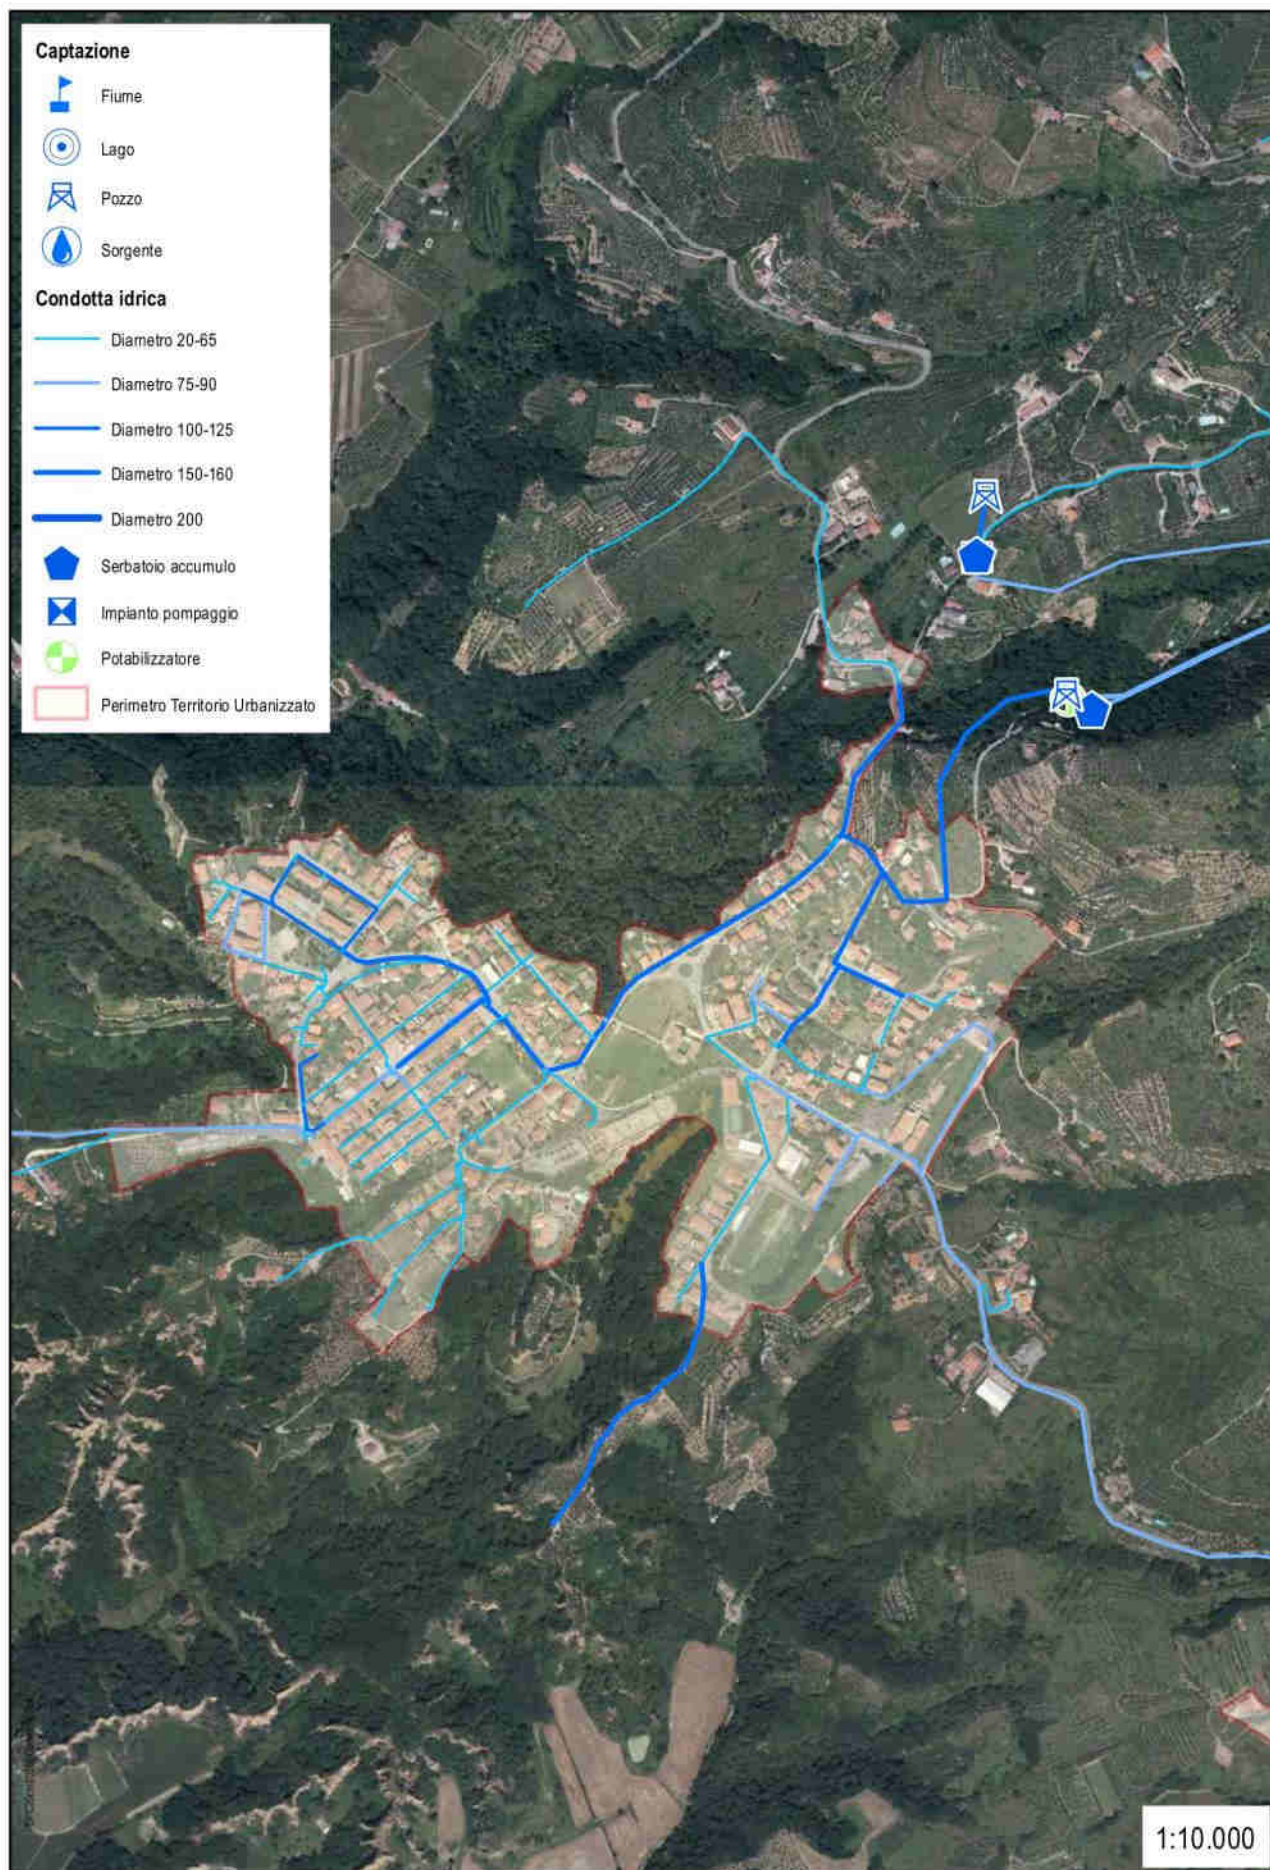 Captazione
Fiume
Lago
Pozzo
Sorgente
Condotta idrica
Diametro 20-65
Diametro 75-90
Diametro 100-125
Diametro 150-160
Diametro 200
Serbatoio accumulo
Impianto pompaggio
Potabilizzatore
Perimetro Territorio Urbanizzato
1:10.000